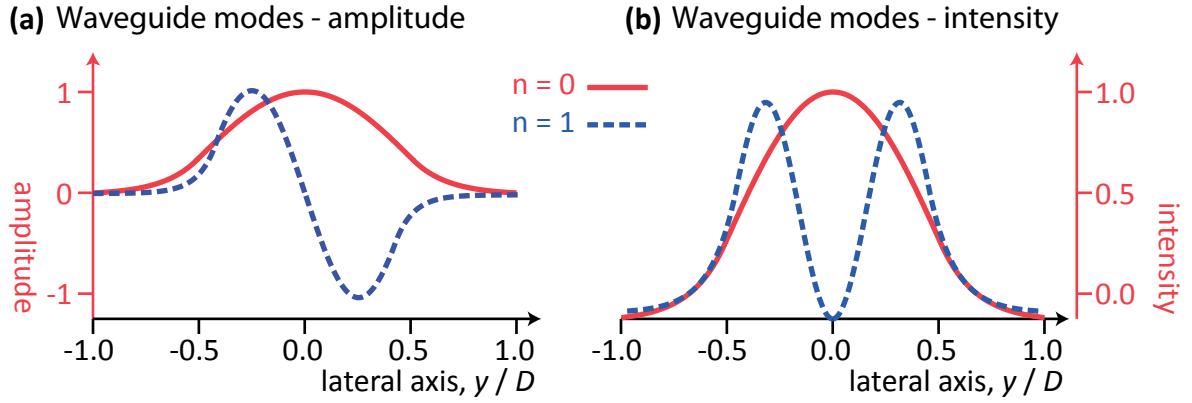 (a) Waveguide modes - amplitude
(b) Waveguide modes - intensity
n = 0
n = 1
1
0
-1
amplitude
-1.0 -0.5 0.0 0.5 1.0
lateral axis, y / D
1.0
0.5
0.0
intensity
-1.0 -0.5 0.0 0.5 1.0
lateral axis, y / D